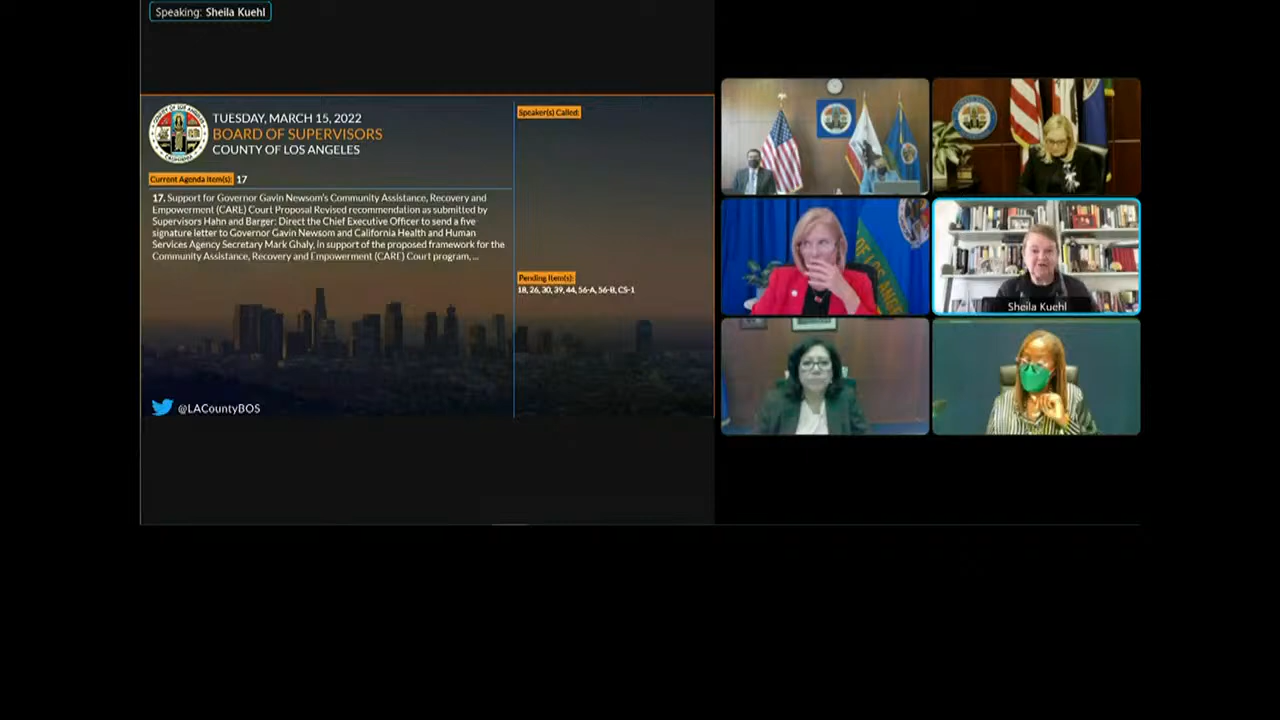 Speaking: Sheila Kuehl
TUESDAY, MARCH 15, 2022
BOARD OF SUPERVISORS
COUNTY OF LOS ANGELES
Current Agenda Item(s): 17
17. Support for Governor Gavin Newsom's Community Assistance, Recovery and
Empowerment (CARE) Court Proposal Revised recommendation as submitted by
Supervisors Hahn and Barger: Direct the Chief Executive Officer to send a five
signature letter to Governor Gavin Newsom and California Health and Human
Services Agency Secretary Mark Ghaly, in support of the proposed framework for the
Community Assistance, Recovery and Empowerment (CARE) Court program, ...
@LACountyBOS
Speaker(s) Called:
Pending Item(s):
18, 26, 30, 39, 44, 56-A, 56-B, CS-1
Sheila Kuehl